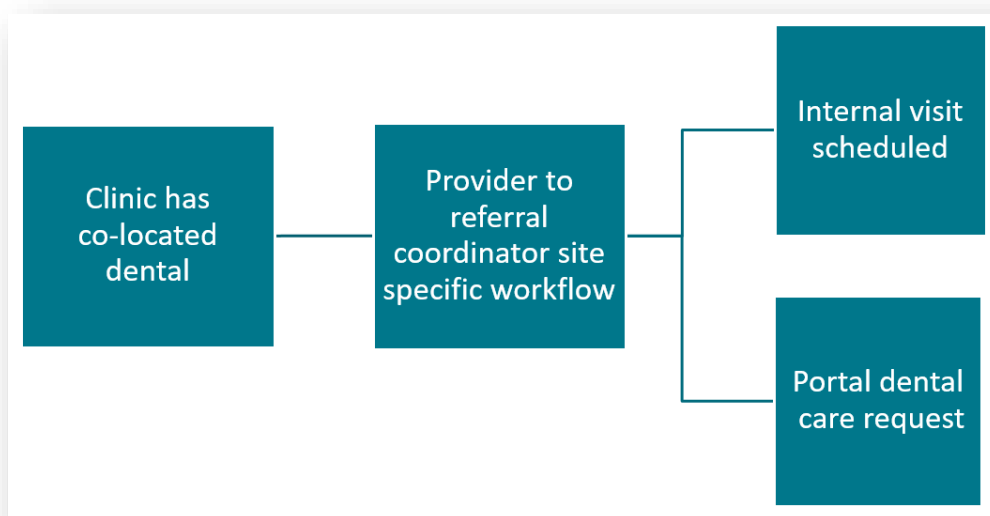 Clinic has
co-located
dental
Provider to
referral
coordinator site
specific workflow
Internal visit
scheduled
Portal dental
care request